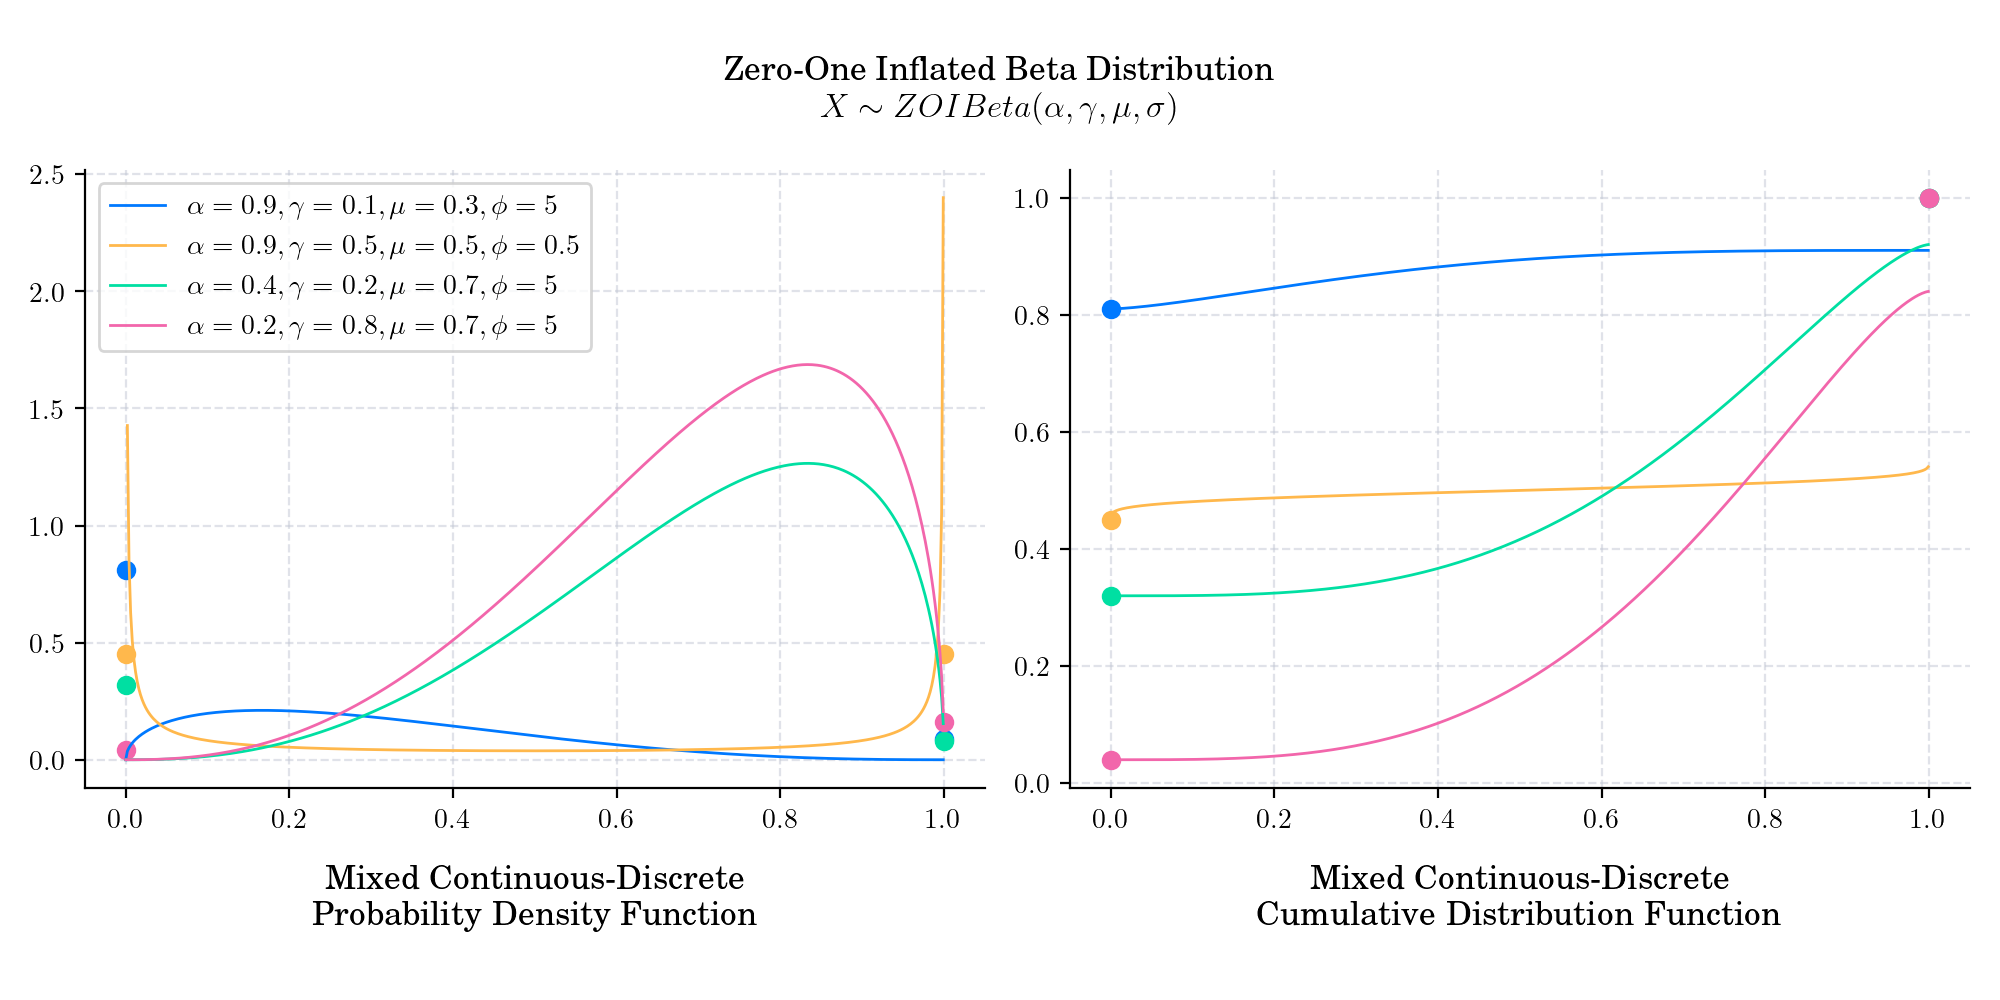 Zero-One Inflated Beta Distribution
X ∼ ZOIBeta(α, γ, μ, σ)
2.5
2.0
1.5
1.0
0.5
0.0
α = 0.9, γ = 0.1, μ = 0.3, ϕ = 5
α = 0.9, γ = 0.5, μ = 0.5, ϕ = 0.5
α = 0.4, γ = 0.2, μ = 0.7, ϕ = 5
α = 0.2, γ = 0.8, μ = 0.7, ϕ = 5
0.0 0.2 0.4 0.6 0.8 1.0
Mixed Continuous-Discrete
Probability Density Function
1.0
0.8
0.6
0.4
0.2
0.0
0.0 0.2 0.4 0.6 0.8 1.0
Mixed Continuous-Discrete
Cumulative Distribution Function